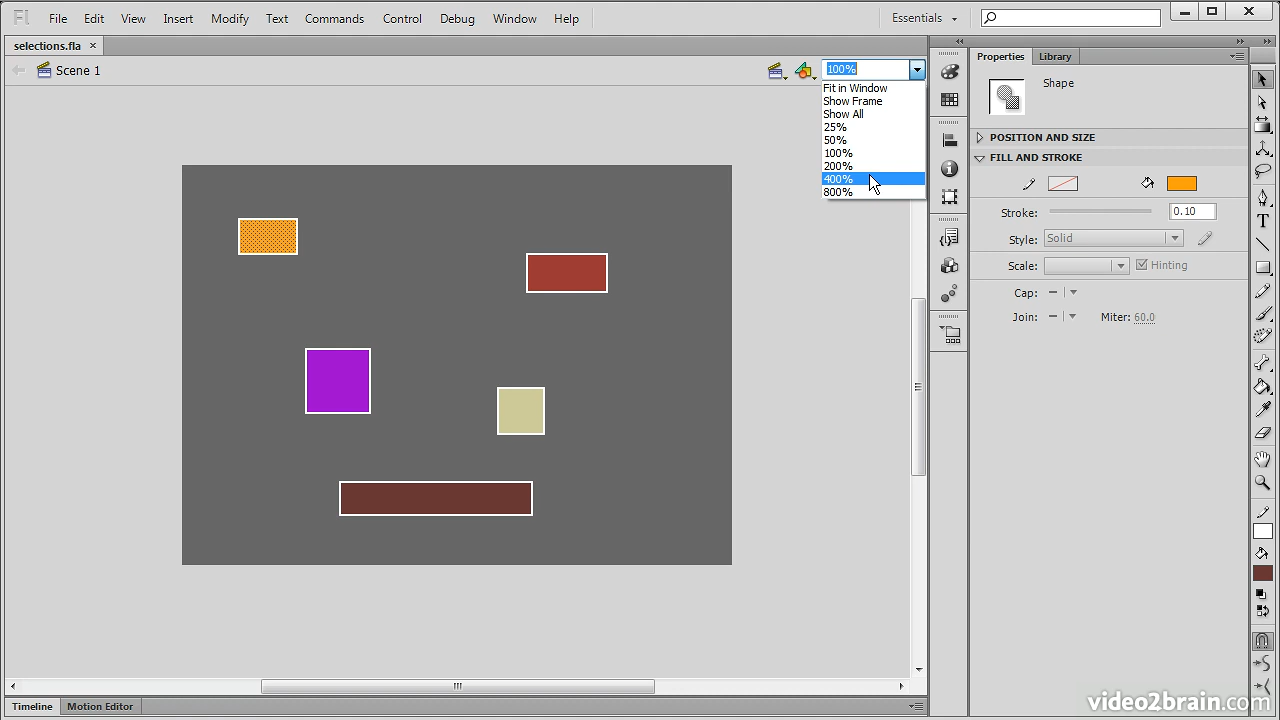 Fl File Edit View Insert Modify Text Commands Control Debug Window Help Essentials
selections.fla
Scene 1
100%
Fit in Window
Show Frame
Show All
25%
50%
100%
200%
400%
800%
Properties Library
Shape
POSITION AND SIZE
FILL AND STROKE
Stroke: 0.10
Style: Solid
Scale: Hinting
Cap:
Join: Miter: 60.0
T
Timeline Motion Editor
video2brain.com